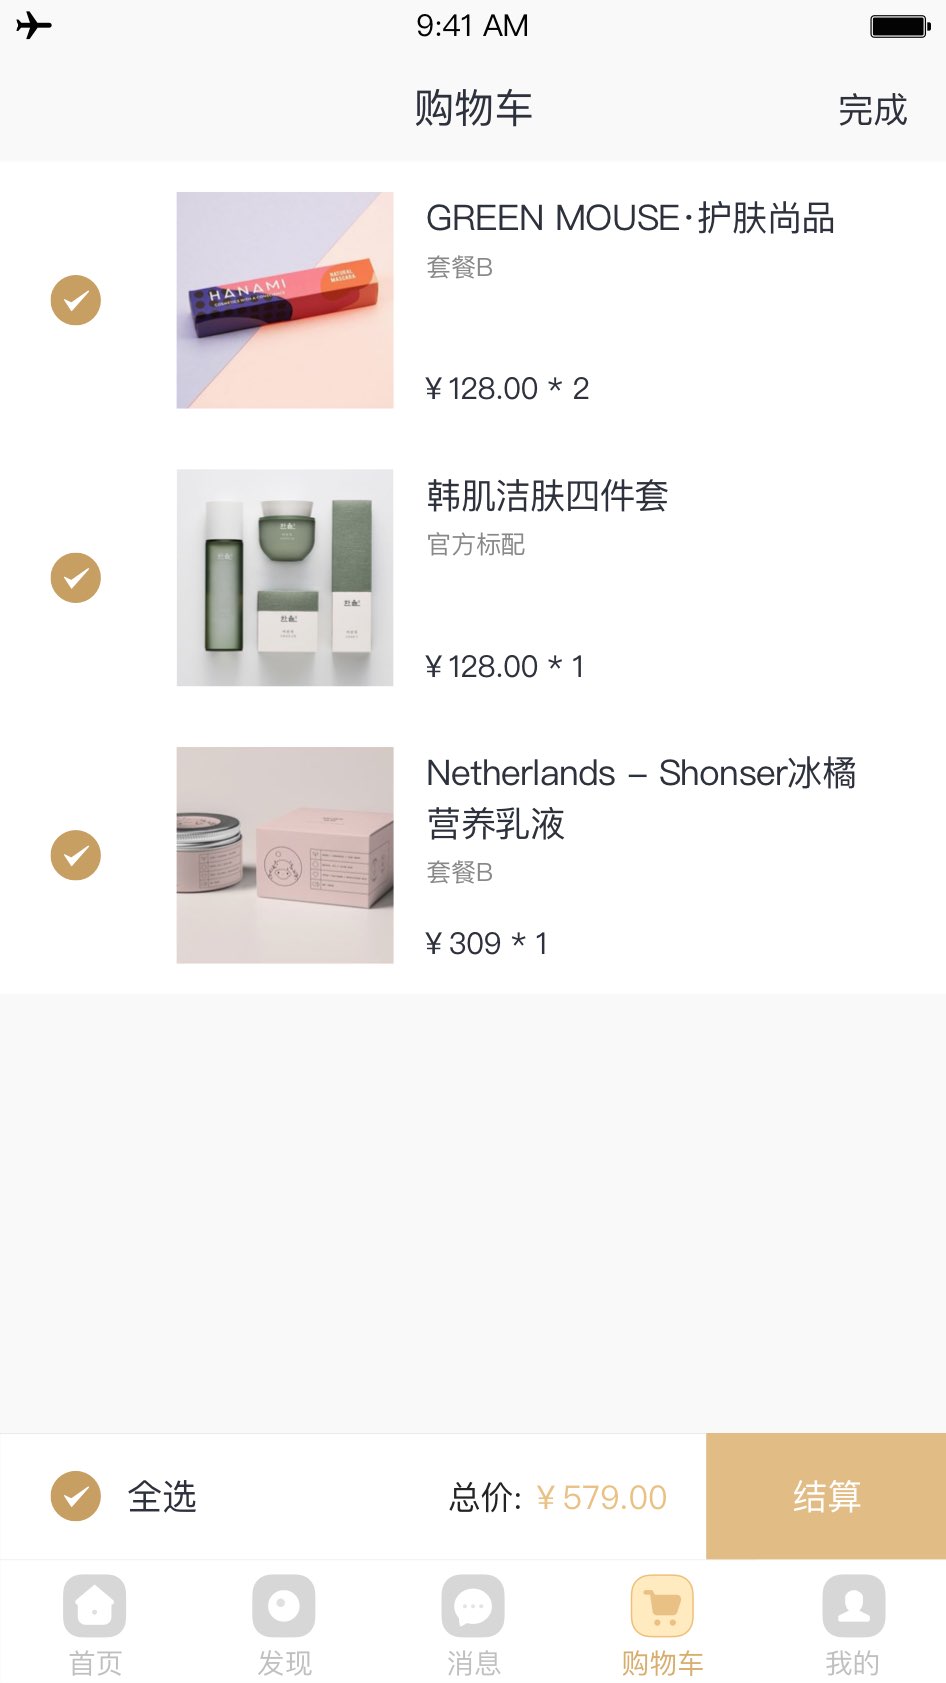 9:41 AM
购物车
完成
GREEN MOUSE·护肤尚品
套餐B
HANAMI
NATURAL
MASCARA
¥128.00 * 2
韩肌洁肤四件套
官方标配
¥128.00 * 1
Netherlands – Shonser冰橘
营养乳液
套餐B
¥309 * 1
全选
总价: ¥579.00
结算
首页
发现
消息
购物车
我的